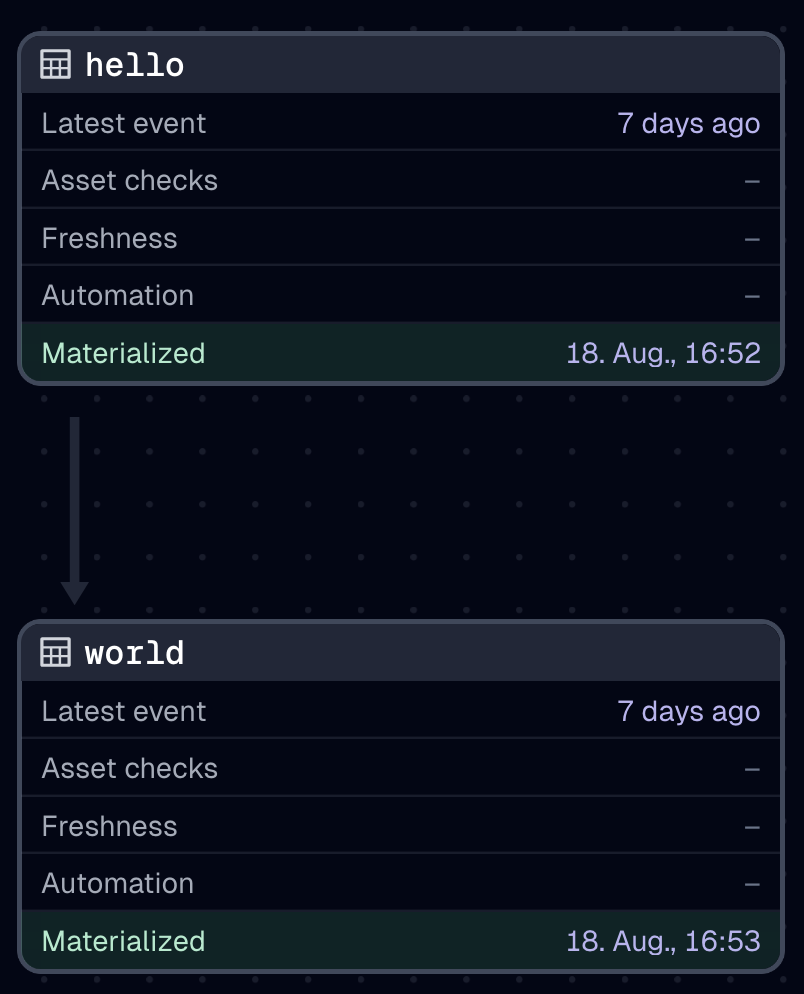 hello
Latest event 7 days ago
Asset checks –
Freshness –
Automation –
Materialized 18. Aug., 16:52
world
Latest event 7 days ago
Asset checks –
Freshness –
Automation –
Materialized 18. Aug., 16:53